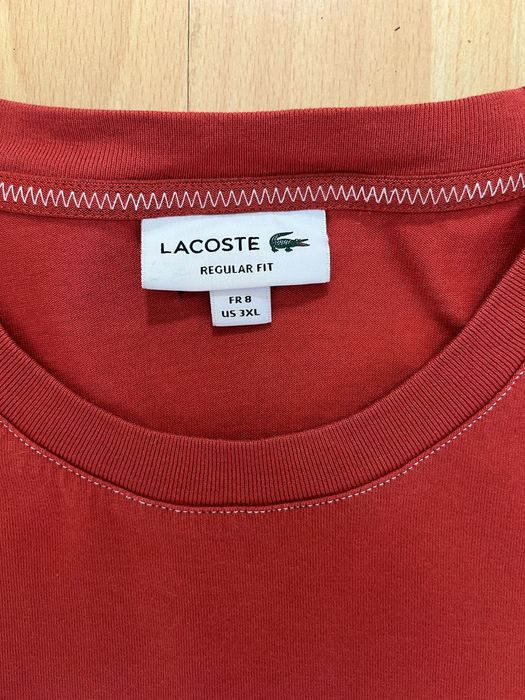 LACOSTE
REGULAR FIT
FR 8
US 3XL